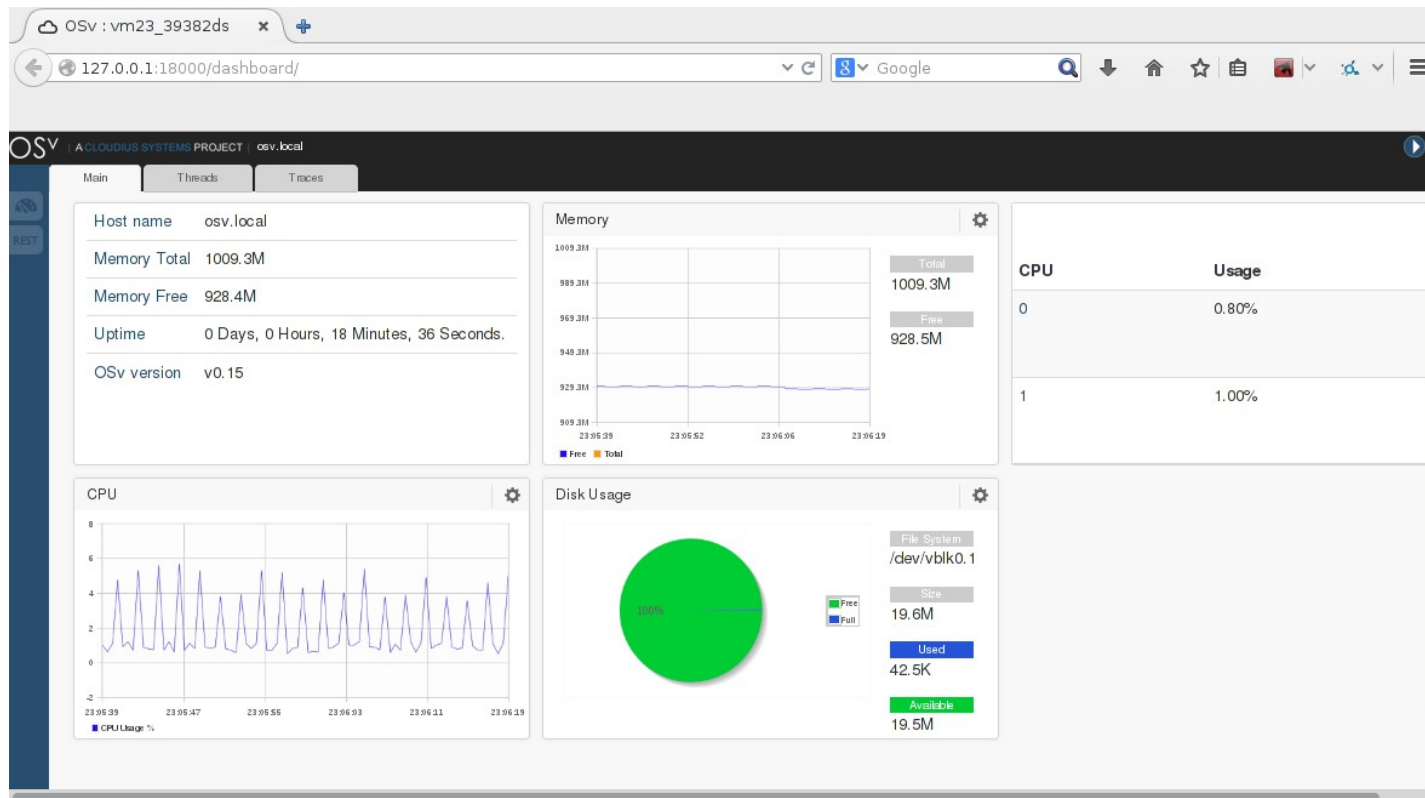 OSv : vm23_39382ds
127.0.0.1:18000/dashboard/
Google
OSv | A CLOUDIUS SYSTEMS PROJECT | osv.local
Main Threads Traces
REST
Host name osv.local
Memory Total 1009.3M
Memory Free 928.4M
Uptime 0 Days, 0 Hours, 18 Minutes, 36 Seconds.
OSv version v0.15
Memory
1009.3M
989.3M
969.3M
949.3M
929.3M
909.3M
23:05:39 23:05:52 23:06:06 23:06:19
Free Total
Total
1009.3M
Free
928.5M
CPU Usage
0 0.80%
1 1.00%
CPU
8
6
4
2
0
-2
23:05:39 23:05:47 23:05:55 23:06:03 23:06:11 23:06:19
CPU Usage %
Disk Usage
100%
Free
Full
File System
/dev/vblk0.1
Size
19.6M
Used
42.5K
Available
19.5M